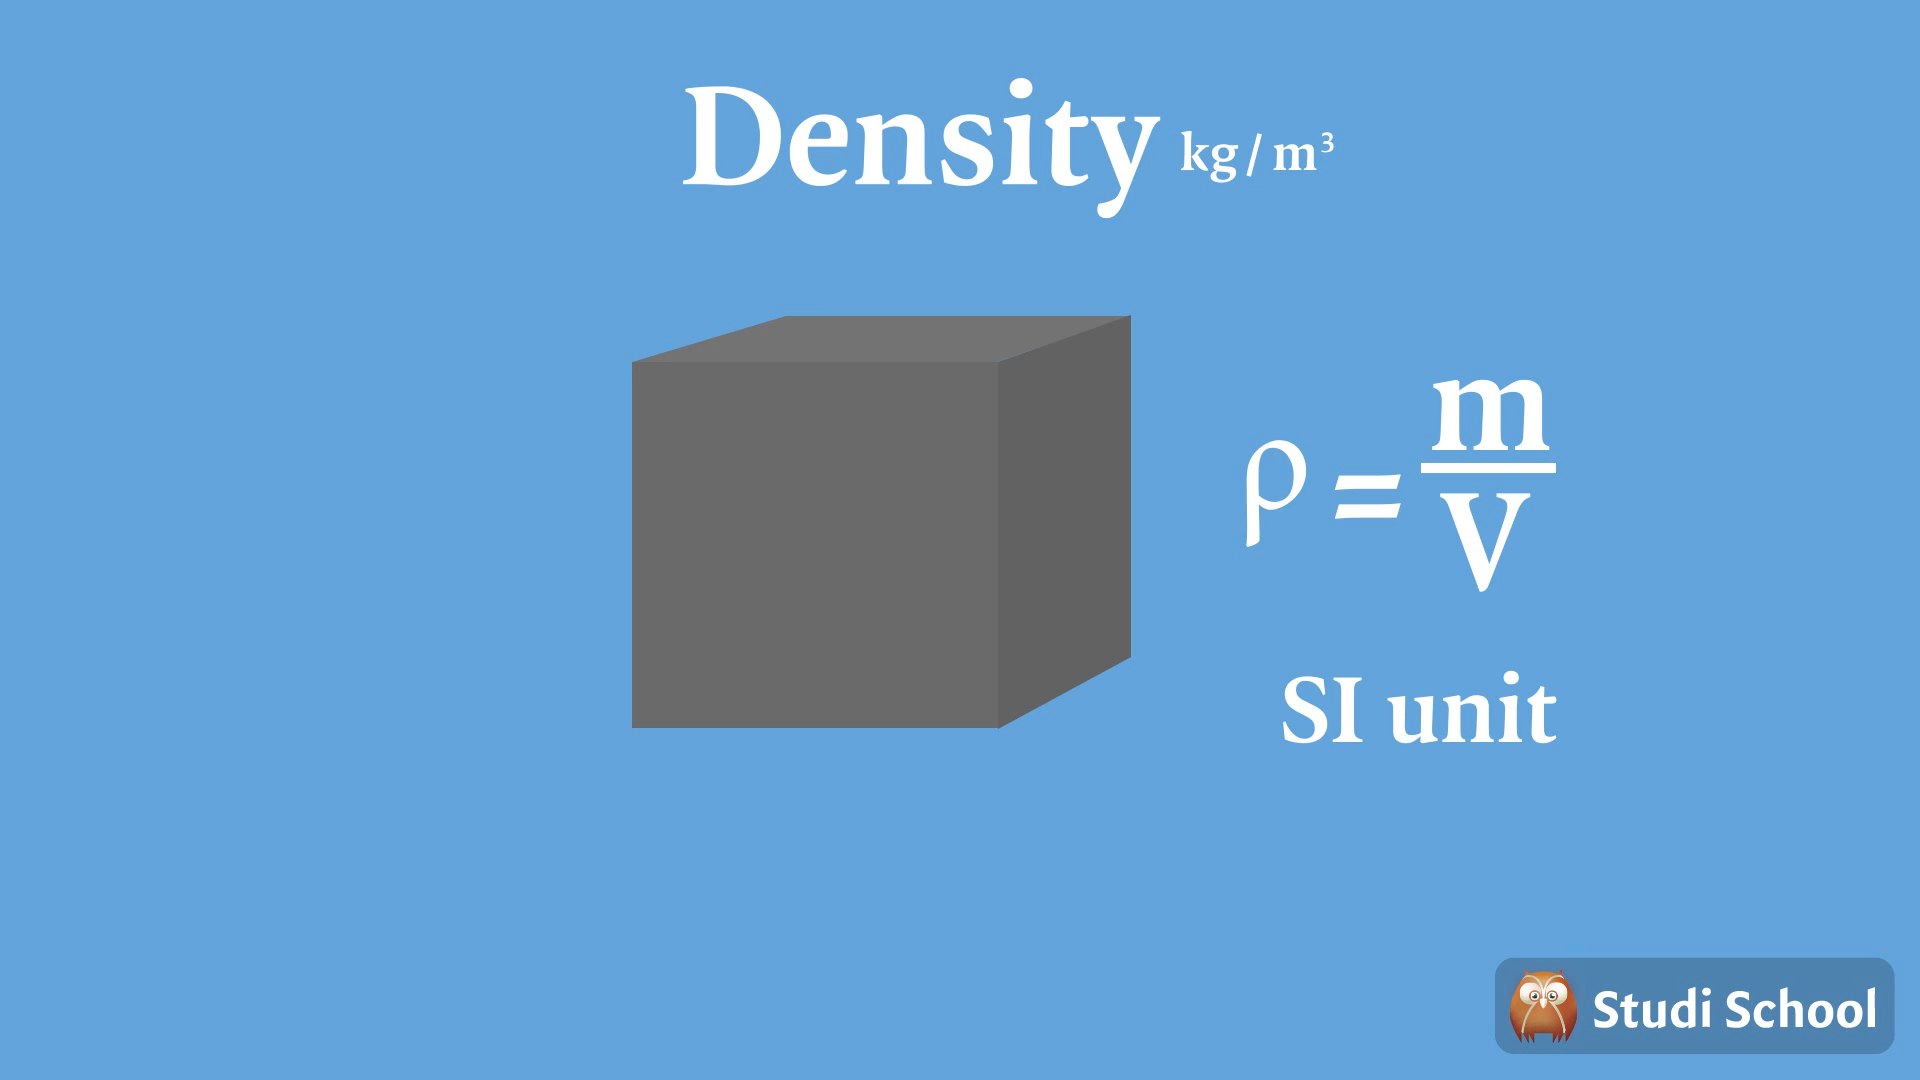 Density kg/m³
ρ = m/V
SI unit
Studi School